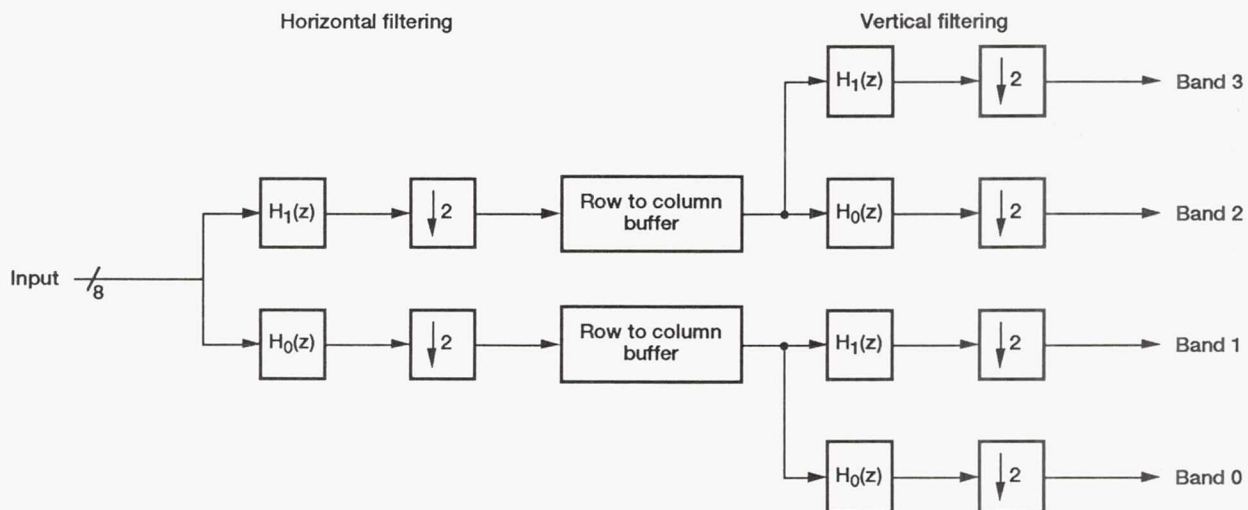 Horizontal filtering
Vertical filtering
H1(z)
2
Band 3
H1(z)
2
Row to column
buffer
H0(z)
2
Band 2
Input
8
H0(z)
2
Row to column
buffer
H1(z)
2
Band 1
H0(z)
2
Band 0